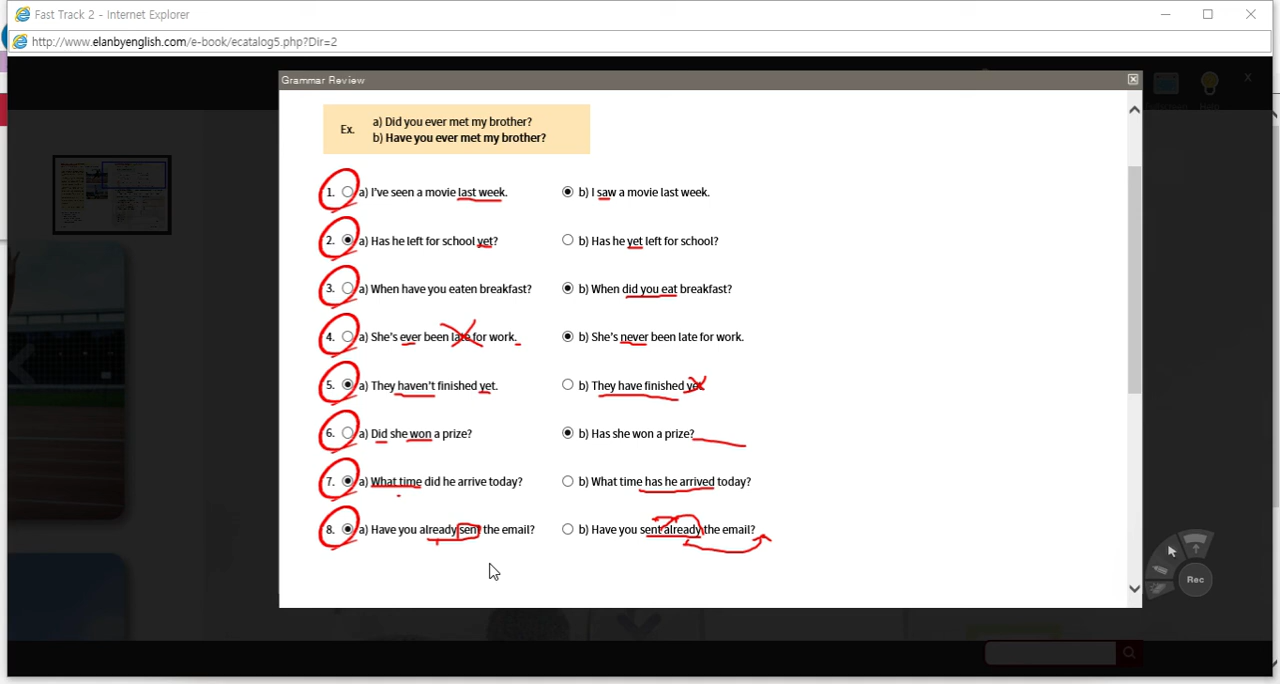 Fast Track 2 - Internet Explorer
http://www.elanbyenglish.com/e-book/ecatalog5.php?Dir=2
Grammar Review
Ex. a) Did you ever met my brother?
b) Have you ever met my brother?
1. a) I've seen a movie last week. b) I saw a movie last week.
2. a) Has he left for school yet? b) Has he yet left for school?
3. a) When have you eaten breakfast? b) When did you eat breakfast?
4. a) She's ever been late for work. b) She's never been late for work.
5. a) They haven't finished yet. b) They have finished yet.
6. a) Did she won a prize? b) Has she won a prize?
7. a) What time did he arrive today? b) What time has he arrived today?
8. a) Have you already sent the email? b) Have you sent already the email?
Rec